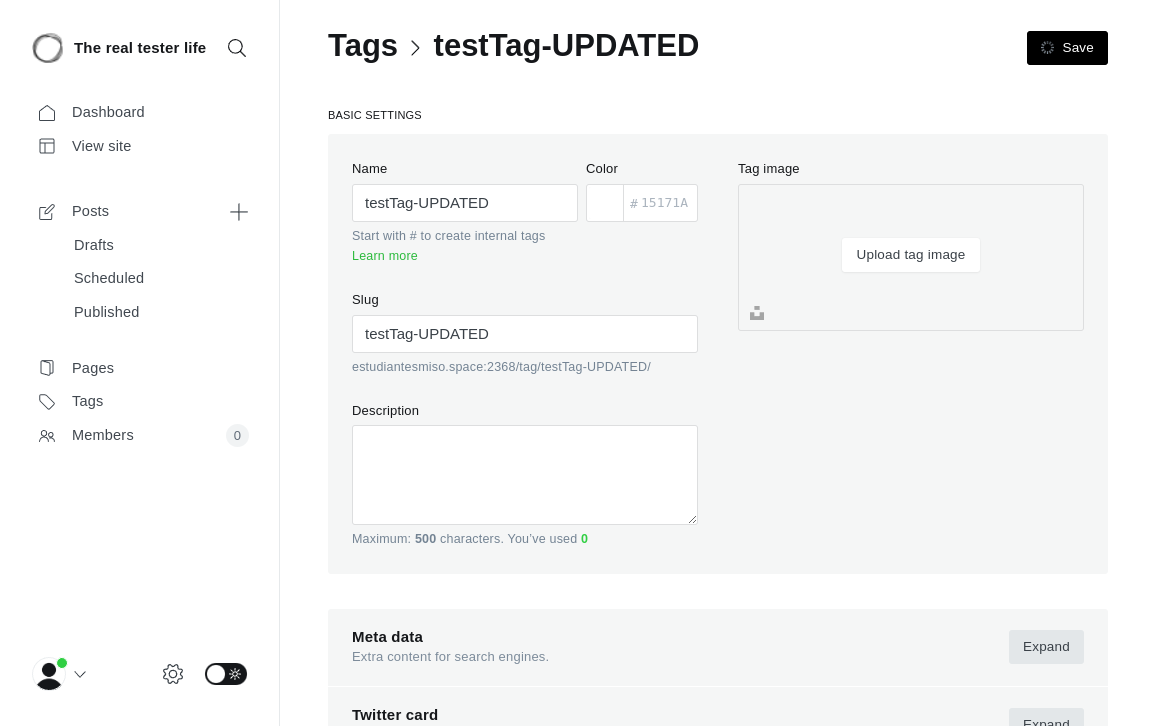 The real tester life
Dashboard
View site
Posts
Drafts
Scheduled
Published
Pages
Tags
Members
0
Tags > testTag-UPDATED
Save
BASIC SETTINGS
Name
testTag-UPDATED
Start with # to create internal tags
Learn more
Color
# 15171A
Slug
testTag-UPDATED
estudiantesmiso.space:2368/tag/testTag-UPDATED/
Description
Maximum: 500 characters. You've used 0
Tag image
Upload tag image
Meta data
Extra content for search engines.
Expand
Twitter card
Expand